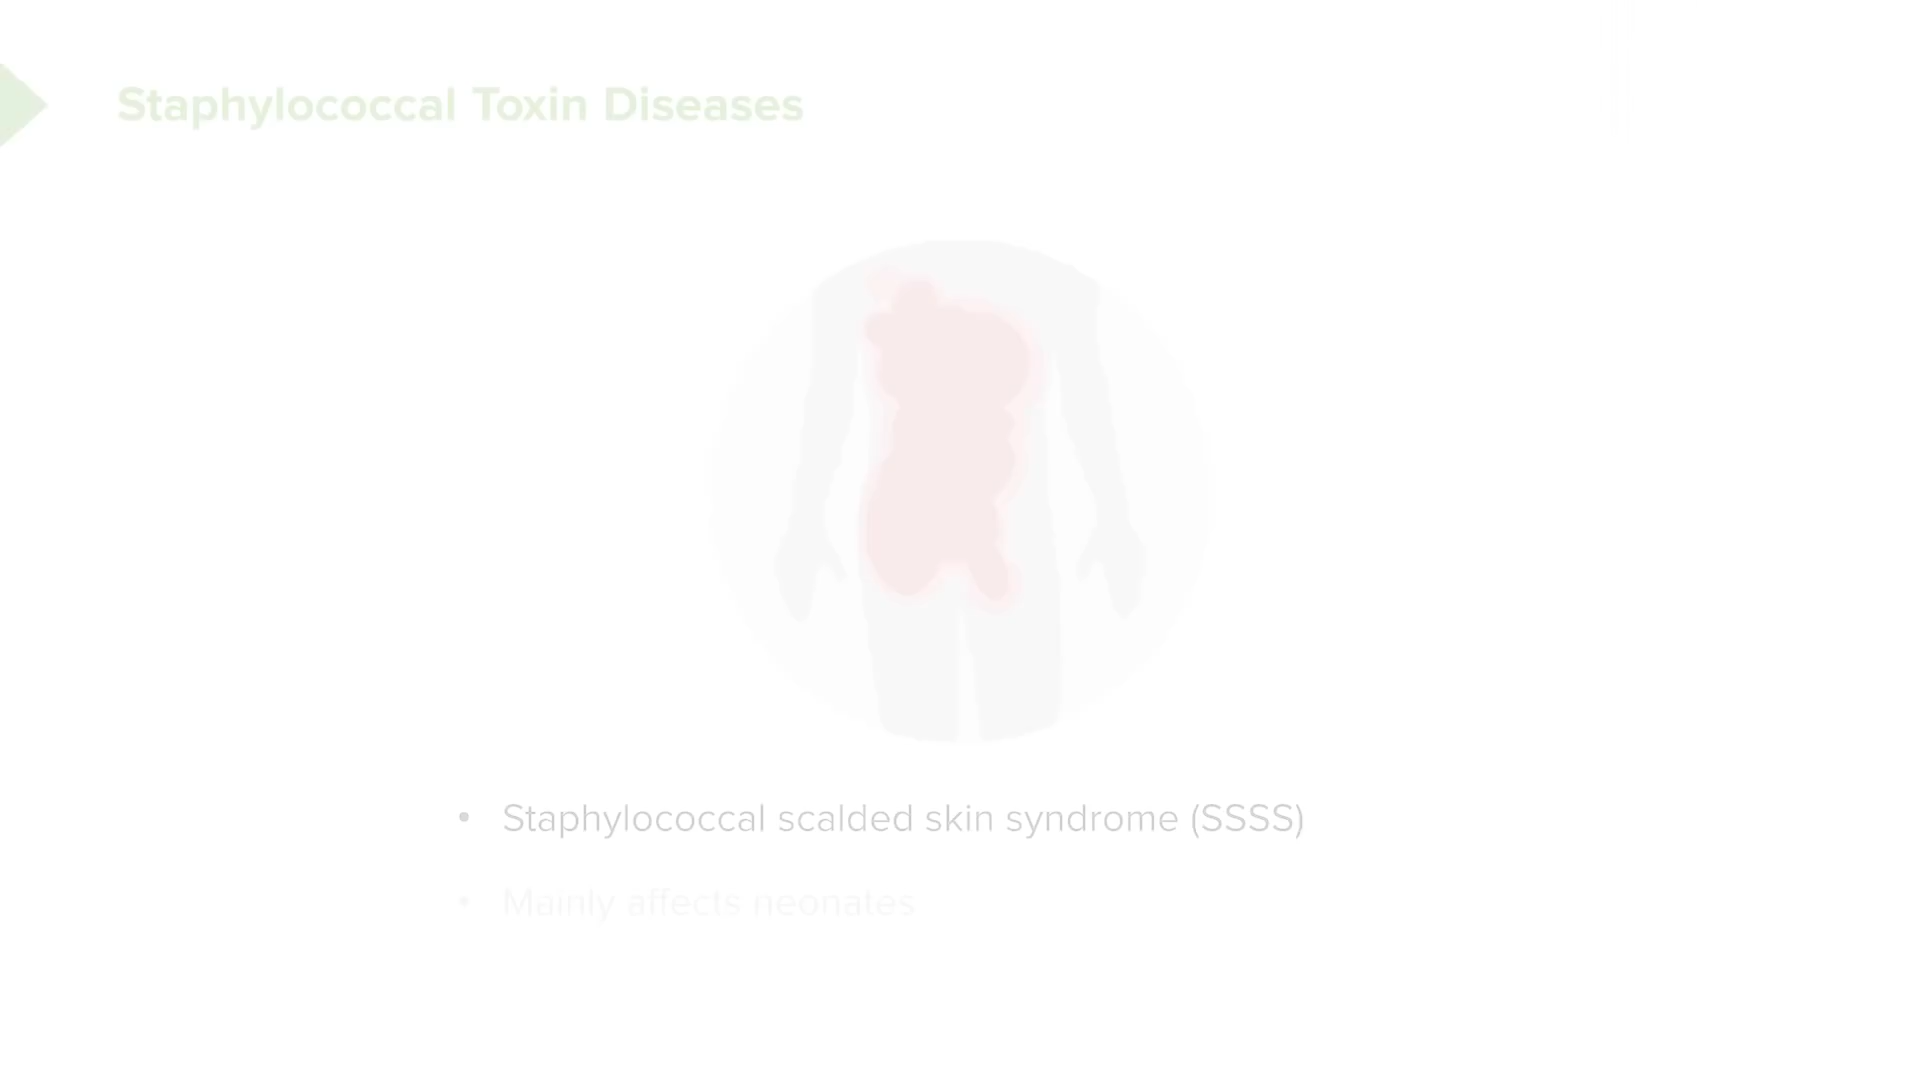 Staphylococcal Toxin Diseases
• Staphylococcal scalded skin syndrome (SSSS)
• Mainly affects neonates